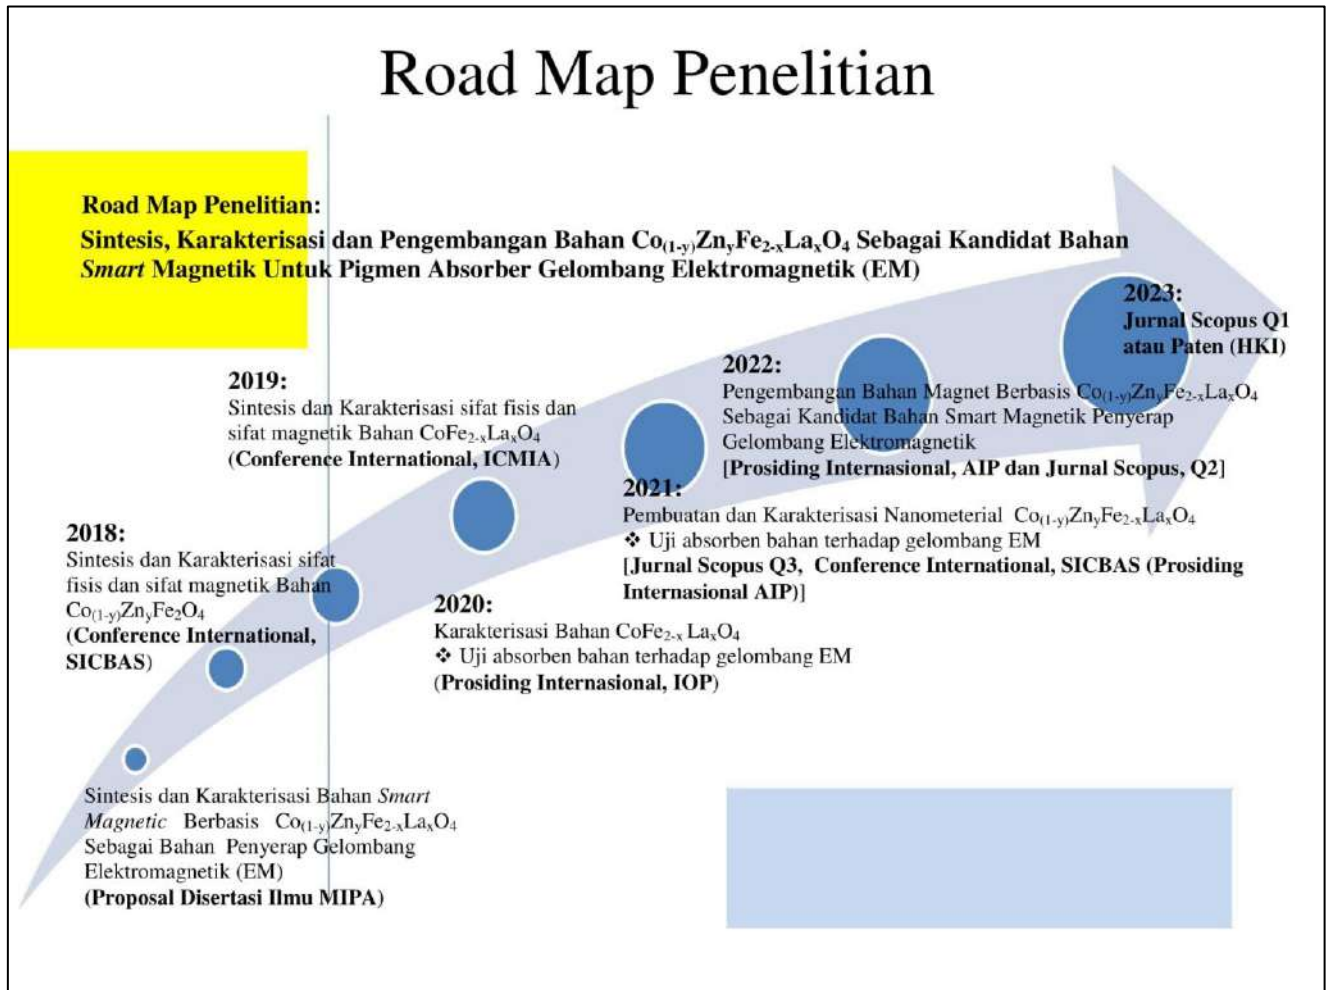 Road Map Penelitian
Road Map Penelitian:
Sintesis, Karakterisasi dan Pengembangan Bahan Co₍₁₋y₎ZnyFe₂₋ₓLaₓO₄ Sebagai Kandidat Bahan
Smart Magnetik Untuk Pigmen Absorber Gelombang Elektromagnetik (EM)
2023:
Jurnal Scopus Q1
atau Paten (HKI)
2022:
Pengembangan Bahan Magnet Berbasis Co₍₁₋y₎ZnyFe₂₋ₓLaₓO₄
Sebagai Kandidat Bahan Smart Magnetik Penyerap
Gelombang Elektromagnetik
[Prosiding Internasional, AIP dan Jurnal Scopus, Q2]
2019:
Sintesis dan Karakterisasi sifat fisis dan
sifat magnetik Bahan CoFe₂₋ₓLaₓO₄
(Conference International, ICMIA)
2021:
Pembuatan dan Karakterisasi Nanometerial Co₍₁₋y₎ZnyFe₂₋ₓLaₓO₄
❖ Uji absorben bahan terhadap gelombang EM
[Jurnal Scopus Q3, Conference International, SICBAS (Prosiding
Internasional AIP)]
2018:
Sintesis dan Karakterisasi sifat
fisis dan sifat magnetik Bahan
Co₍₁₋y₎ZnyFe₂O₄
(Conference International,
SICBAS)
2020:
Karakterisasi Bahan CoFe₂₋ₓ LaₓO₄
❖ Uji absorben bahan terhadap gelombang EM
(Prosiding Internasional, IOP)
Sintesis dan Karakterisasi Bahan Smart
Magnetic Berbasis Co₍₁₋y₎ZnyFe₂₋ₓLaₓO₄
Sebagai Bahan Penyerap Gelombang
Elektromagnetik (EM)
(Proposal Disertasi Ilmu MIPA)